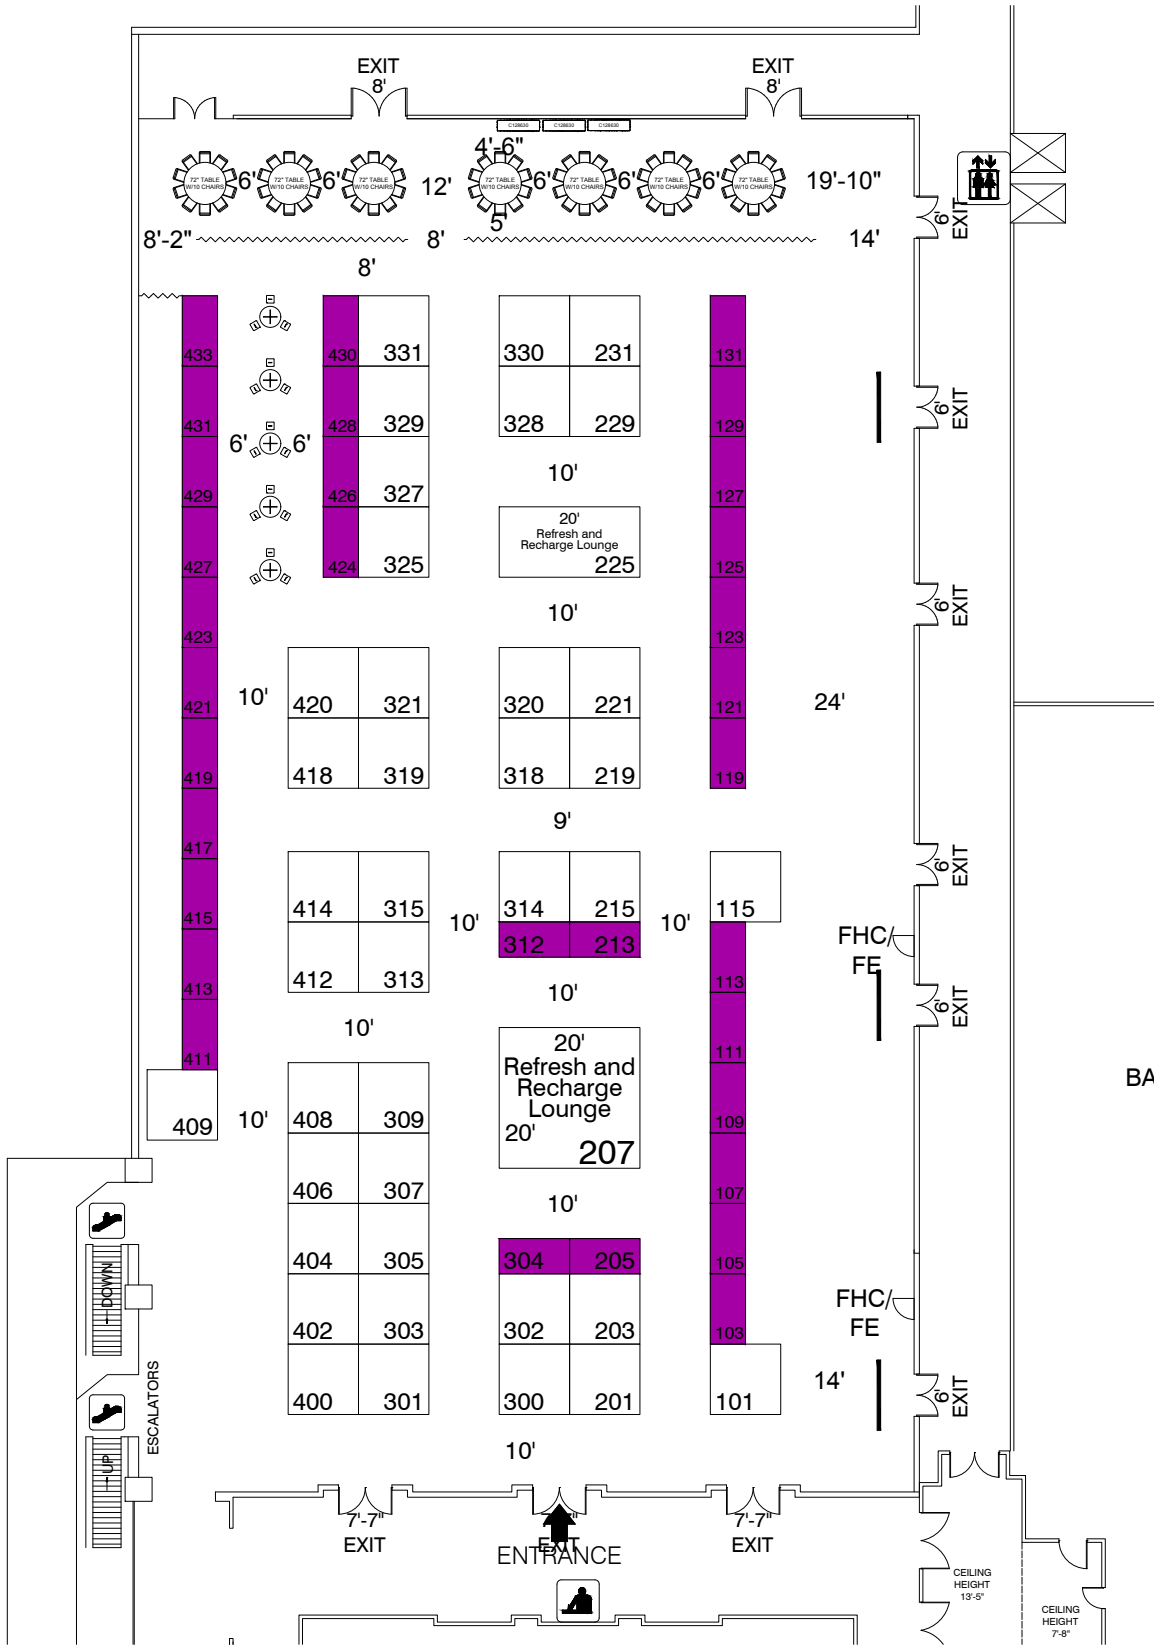 EXIT
8'
EXIT
8'
C128630
C128630
C128630
4'-6"
72" TABLE
W/10 CHAIRS
6'
72" TABLE
W/10 CHAIRS
6'
72" TABLE
W/10 CHAIRS
12'
72" TABLE
W/10 CHAIRS
6'
72" TABLE
W/10 CHAIRS
6'
72" TABLE
W/10 CHAIRS
6'
72" TABLE
W/10 CHAIRS
19'-10"
5'
6'
EXIT
8'-2"
8'
14'
8'
433
430
331
330
231
131
431
428
329
328
229
129
6'
EXIT
6'
6'
10'
429
426
327
127
20'
Refresh and
Recharge Lounge
225
427
424
325
125
10'
6'
EXIT
423
123
10'
24'
421
420
321
320
221
121
419
418
319
318
219
119
9'
417
6'
EXIT
415
414
315
10'
314
215
10'
115
312
213
FHC/
FE
413
412
313
10'
113
6'
EXIT
10'
411
20'
Refresh and
Recharge
Lounge
20'
207
111
BA
409
10'
408
309
109
406
307
10'
107
404
305
304
205
105
DOWN
FHC/
FE
402
303
302
203
103
14'
400
301
300
201
101
6'
EXIT
ESCALATORS
UP
10'
7'-7"
EXIT
EXIT
7'-7"
EXIT
ENTRANCE
CEILING
HEIGHT
13'-5"
CEILING
HEIGHT
7'-8"